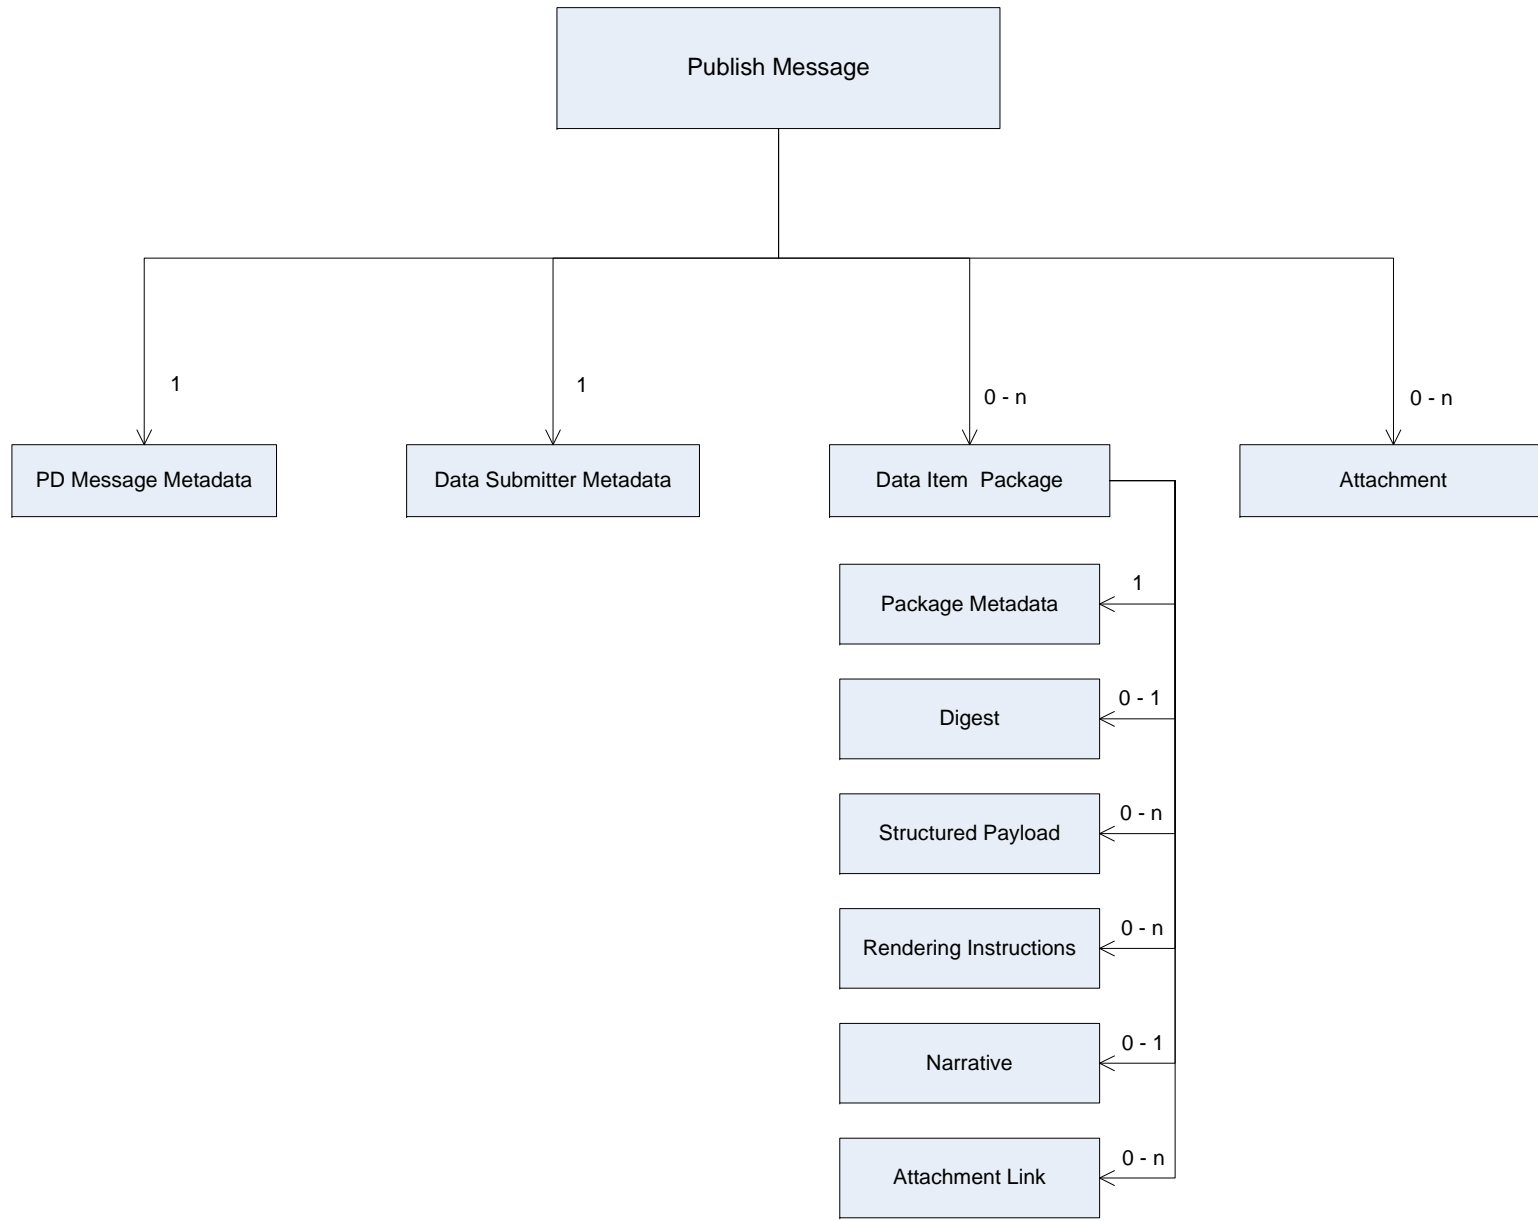 Publish Message
1
1
0 - n
0 - n
PD Message Metadata
Data Submitter Metadata
Data Item  Package
Attachment
1
Package Metadata
0 - 1
Digest
0 - n
Structured Payload
0 - n
Rendering Instructions
0 - 1
Narrative
0 - n
Attachment Link